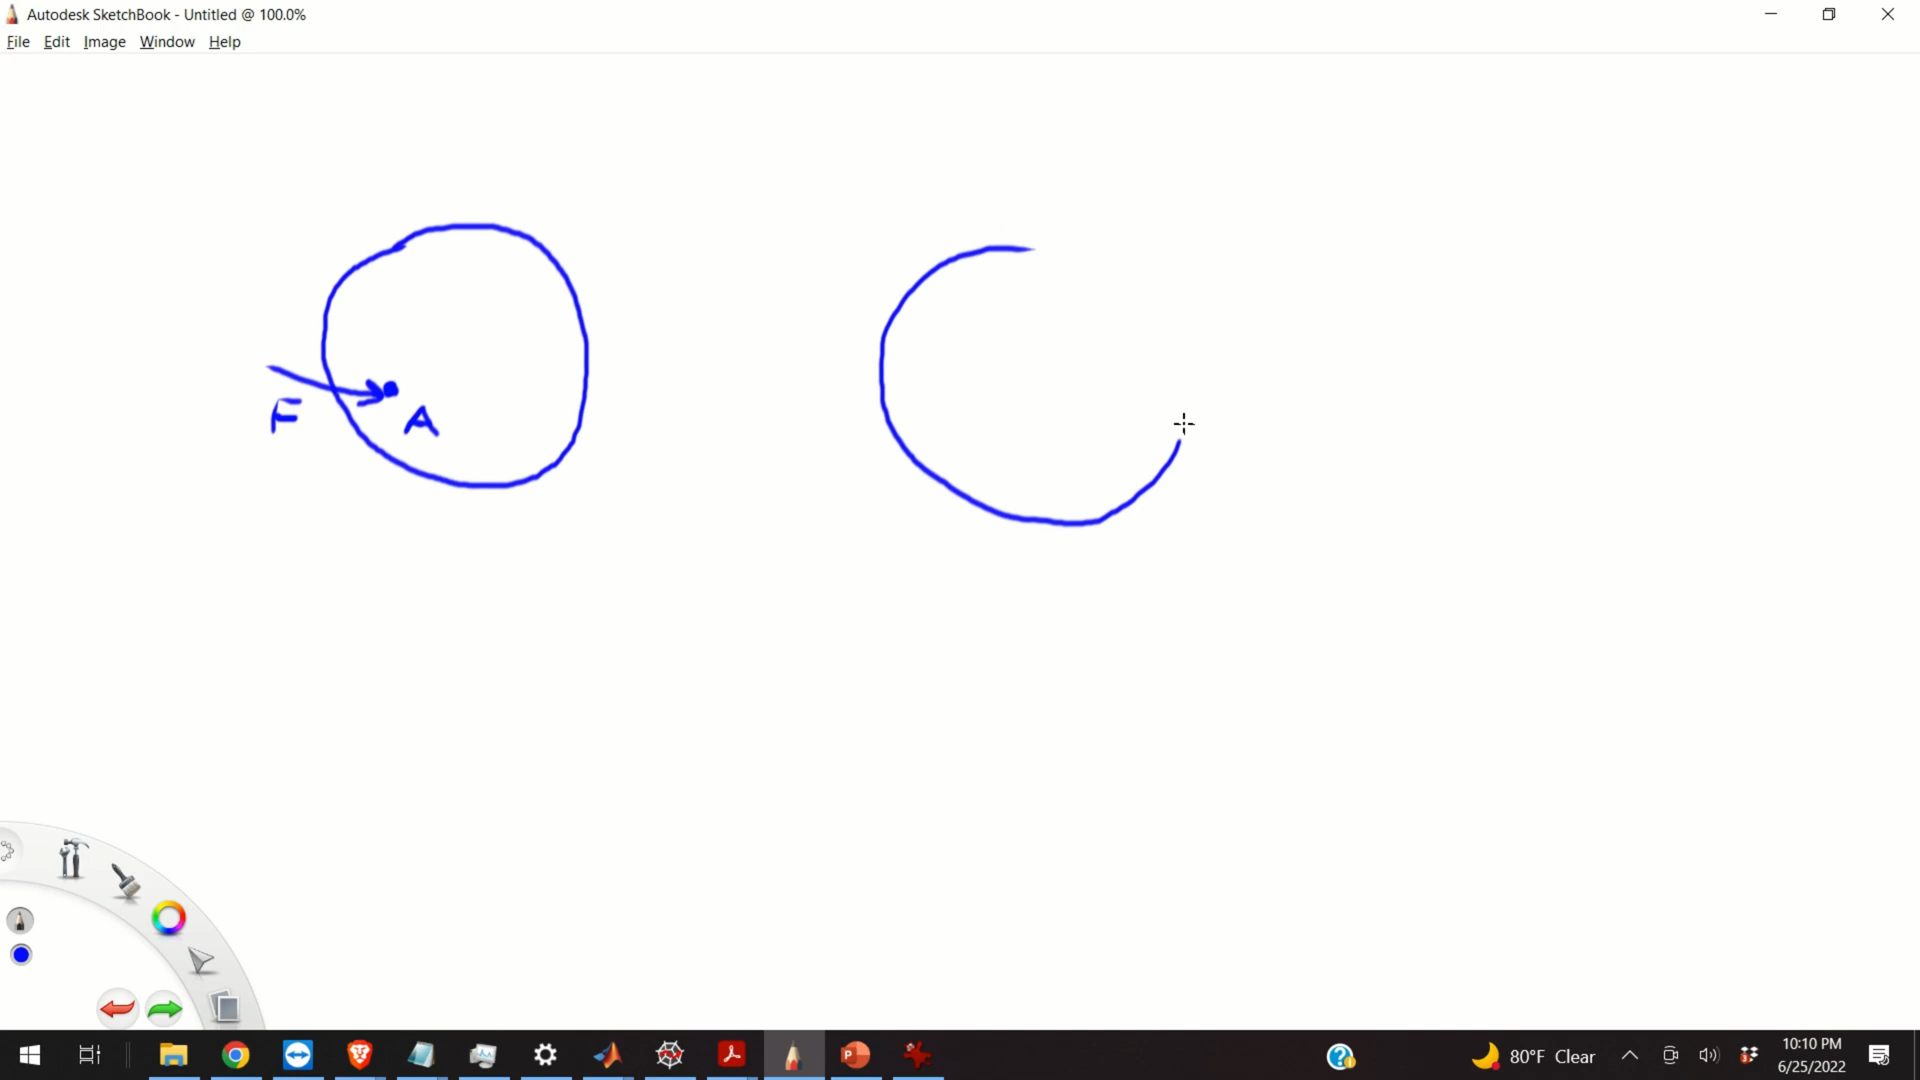 Autodesk SketchBook - Untitled @ 100.0%
File Edit Image Window Help
F
A
80°F Clear
10:10 PM
6/25/2022